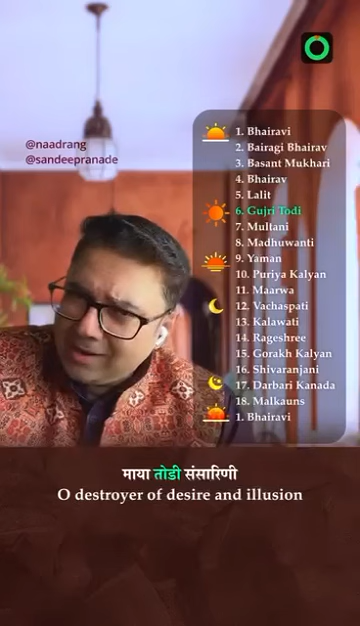 @naadrang
@sandeepranade
1. Bhairavi
2. Bairagi Bhairav
3. Basant Mukhari
4. Bhairav
5. Lalit
6. Gujri Todi
7. Multani
8. Madhuwanti
9. Yaman
10. Puriya Kalyan
11. Maarwa
12. Vachaspati
13. Kalawati
14. Rageshree
15. Gorakh Kalyan
16. Shivaranjani
17. Darbari Kanada
18. Malkauns
1. Bhairavi
माया तोडी संसारिणी
O destroyer of desire and illusion